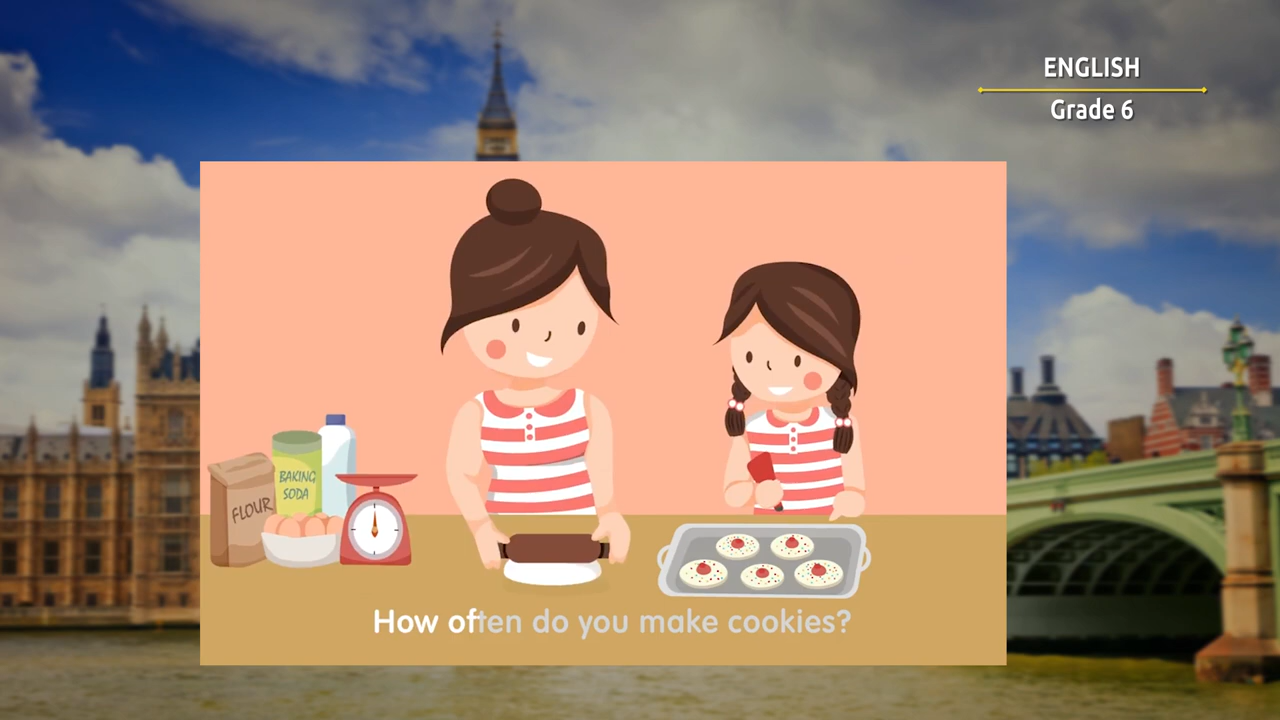 ENGLISH
Grade 6
BAKING
SODA
FLOUR
How often do you make cookies?